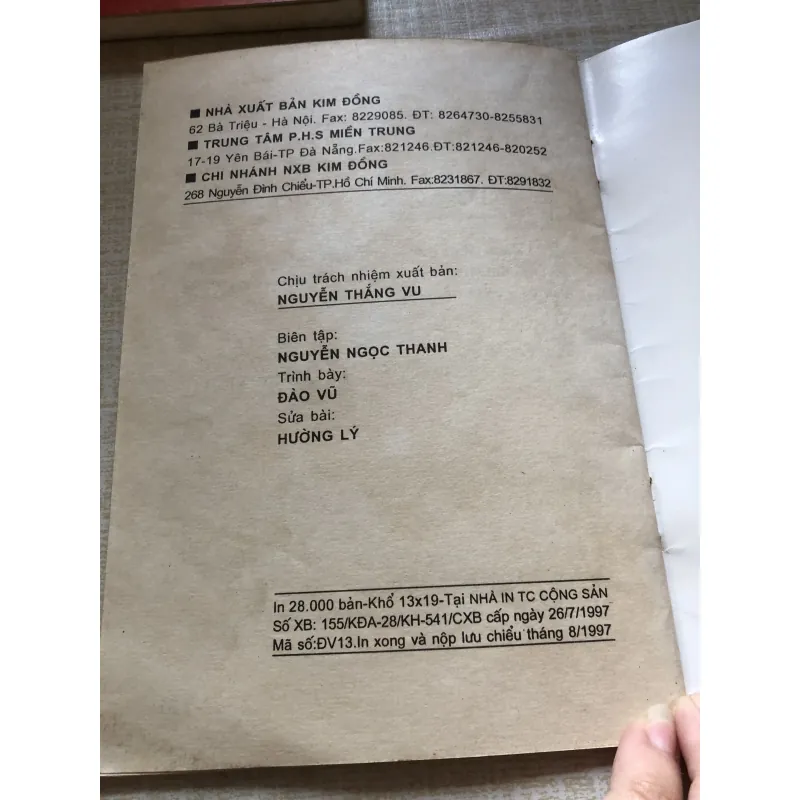 ■ NHÀ XUẤT BẢN KIM ĐỒNG
62 Bà Triệu - Hà Nội. Fax: 8229085. ĐT: 8264730-8255831
■ TRUNG TÂM P.H.S MIỀN TRUNG
17-19 Yên Bái-TP Đà Nẵng.Fax:821246.ĐT:821246-820252
■ CHI NHÁNH NXB KIM ĐỒNG
268 Nguyễn Đình Chiểu-TP.Hồ Chí Minh. Fax:8231867. ĐT:8291832
Chịu trách nhiệm xuất bản:
NGUYỄN THẮNG VU
Biên tập:
NGUYỄN NGỌC THANH
Trình bày:
ĐÀO VŨ
Sửa bài:
HƯỜNG LÝ
In 28.000 bản-Khổ 13x19-Tại NHÀ IN TC CỘNG SẢN
Số XB: 155/KĐA-28/KH-541/CXB cấp ngày 26/7/1997
Mã số:ĐV13.In xong và nộp lưu chiểu tháng 8/1997